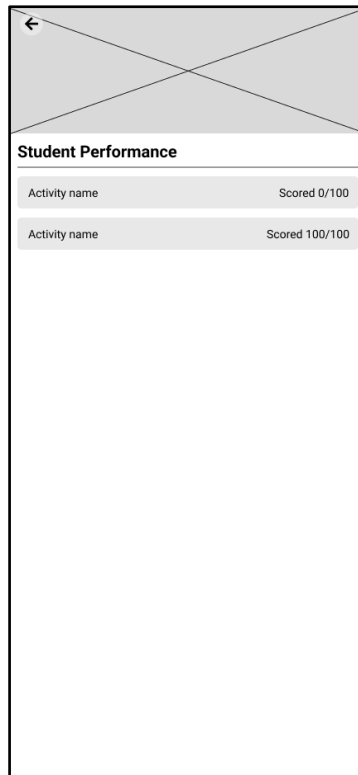 Student Performance
Activity name Scored 0/100
Activity name Scored 100/100